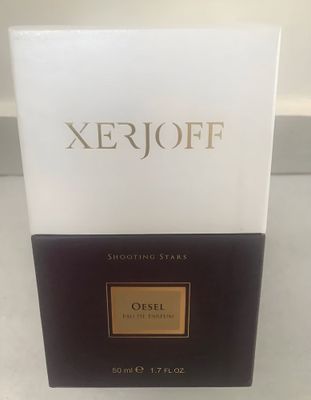 XERJOFF
SHOOTING STARS
OESEL
EAU DE PARFUM
50 ml ℮ 1.7 FL.OZ.